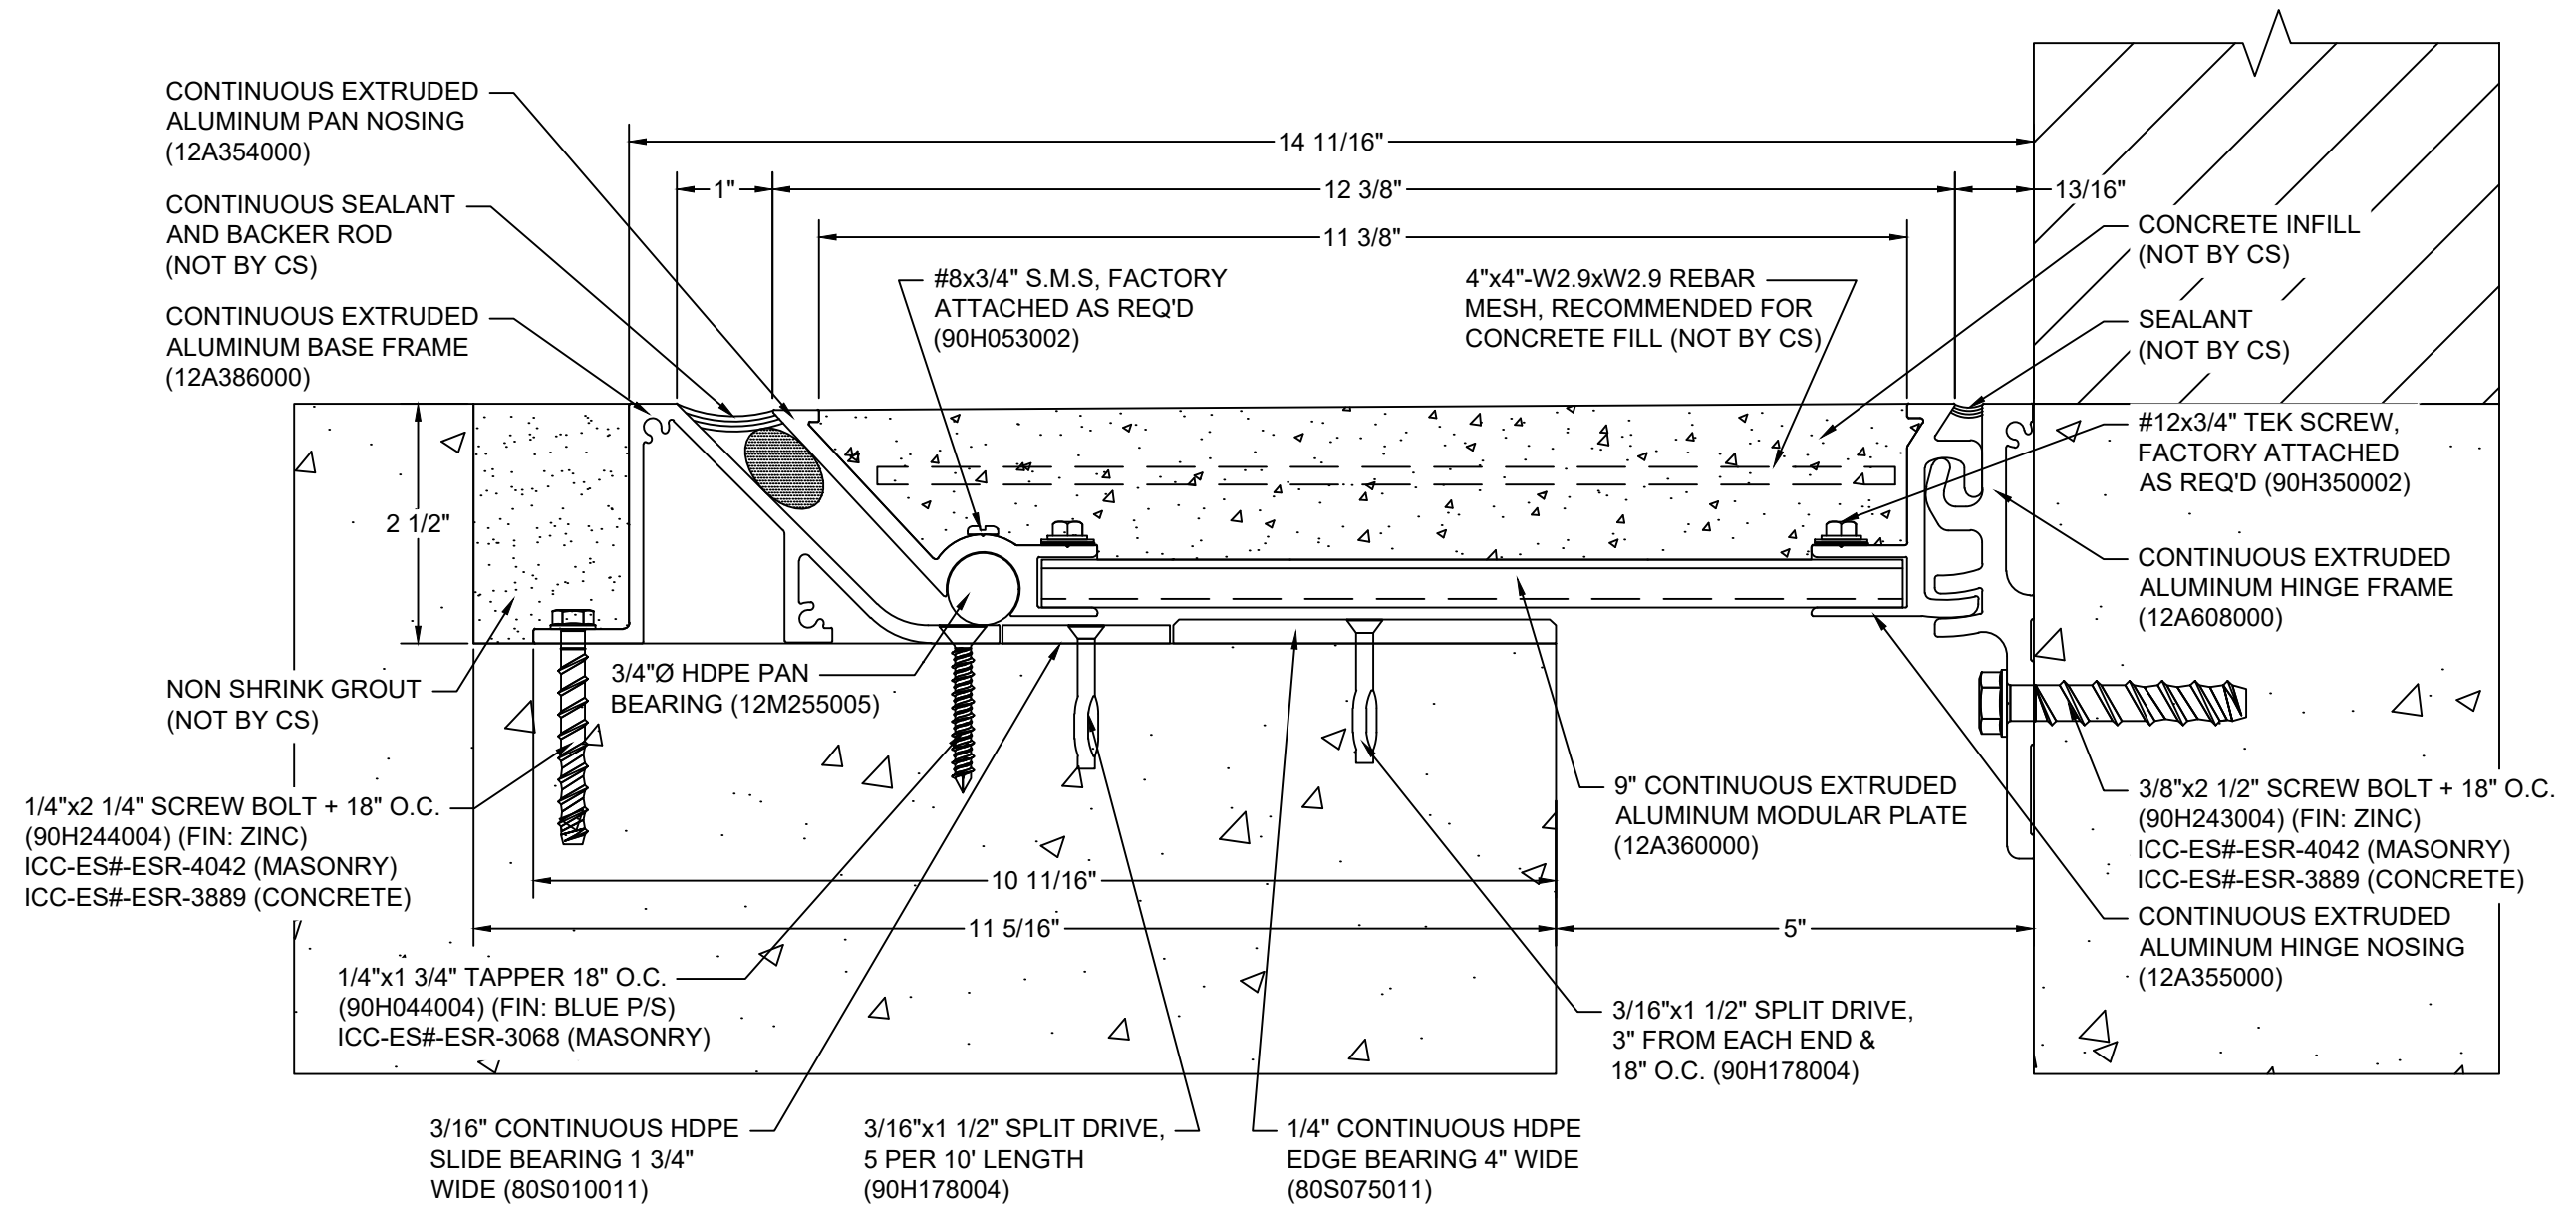 CONTINUOUS EXTRUDED
ALUMINUM PAN NOSING
(12A354000)
CONTINUOUS SEALANT
AND BACKER ROD
(NOT BY CS)
CONTINUOUS EXTRUDED
ALUMINUM BASE FRAME
(12A386000)
14 11/16"
1"
12 3/8"
13/16"
11 3/8"
#8x3/4" S.M.S, FACTORY
ATTACHED AS REQ'D
(90H053002)
4"x4"-W2.9xW2.9 REBAR
MESH, RECOMMENDED FOR
CONCRETE FILL (NOT BY CS)
CONCRETE INFILL
(NOT BY CS)
SEALANT
(NOT BY CS)
#12x3/4" TEK SCREW,
FACTORY ATTACHED
AS REQ'D (90H350002)
2 1/2"
CONTINUOUS EXTRUDED
ALUMINUM HINGE FRAME
(12A608000)
NON SHRINK GROUT
(NOT BY CS)
3/4"Ø HDPE PAN
BEARING (12M255005)
1/4"x2 1/4" SCREW BOLT + 18" O.C.
(90H244004) (FIN: ZINC)
ICC-ES#-ESR-4042 (MASONRY)
ICC-ES#-ESR-3889 (CONCRETE)
9" CONTINUOUS EXTRUDED
ALUMINUM MODULAR PLATE
(12A360000)
3/8"x2 1/2" SCREW BOLT + 18" O.C.
(90H243004) (FIN: ZINC)
ICC-ES#-ESR-4042 (MASONRY)
ICC-ES#-ESR-3889 (CONCRETE)
10 11/16"
11 5/16"
5"
CONTINUOUS EXTRUDED
ALUMINUM HINGE NOSING
(12A355000)
1/4"x1 3/4" TAPPER 18" O.C.
(90H044004) (FIN: BLUE P/S)
ICC-ES#-ESR-3068 (MASONRY)
3/16"x1 1/2" SPLIT DRIVE,
3" FROM EACH END &
18" O.C. (90H178004)
3/16" CONTINUOUS HDPE
SLIDE BEARING 1 3/4"
WIDE (80S010011)
3/16"x1 1/2" SPLIT DRIVE,
5 PER 10' LENGTH
(90H178004)
1/4" CONTINUOUS HDPE
EDGE BEARING 4" WIDE
(80S075011)